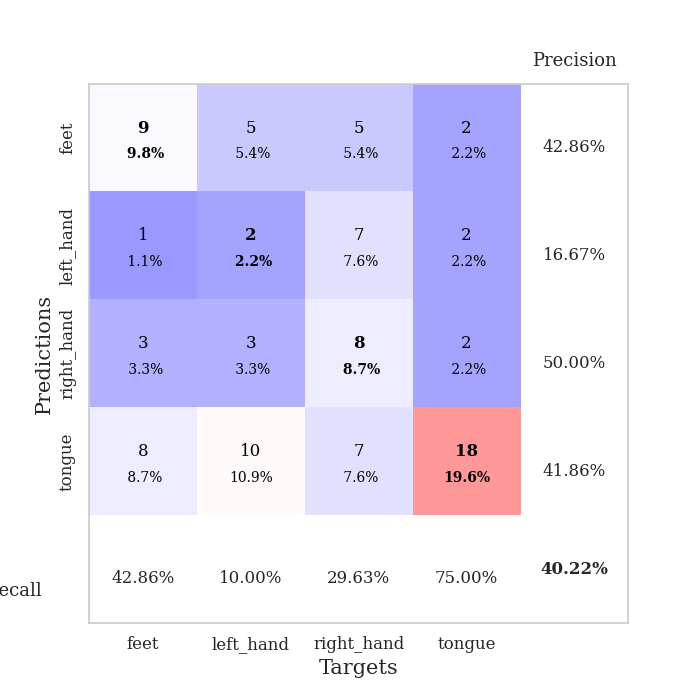 Precision
feet
9 5 5 2
9.8% 5.4% 5.4% 2.2%
42.86%
left_hand
1 2 7 2
1.1% 2.2% 7.6% 2.2%
16.67%
Predictions
right_hand
3 3 8 2
3.3% 3.3% 8.7% 2.2%
50.00%
tongue
8 10 7 18
8.7% 10.9% 7.6% 19.6%
41.86%
ecall
42.86% 10.00% 29.63% 75.00% 40.22%
feet left_hand right_hand tongue
Targets